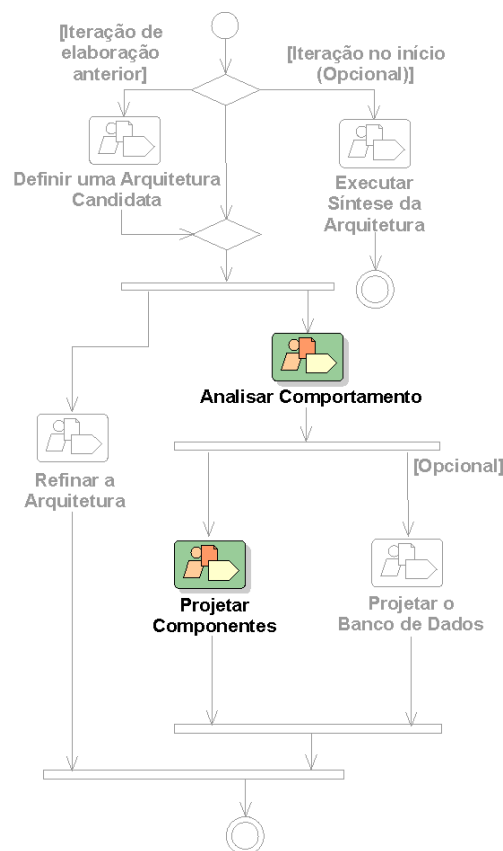 [Iteração de
elaboração
anterior]
[Iteração no início
(Opcional)]
Definir uma Arquitetura
Candidata
Executar
Síntese da
Arquitetura
Analisar Comportamento
[Opcional]
Refinar a
Arquitetura
Projetar
Componentes
Projetar o
Banco de Dados